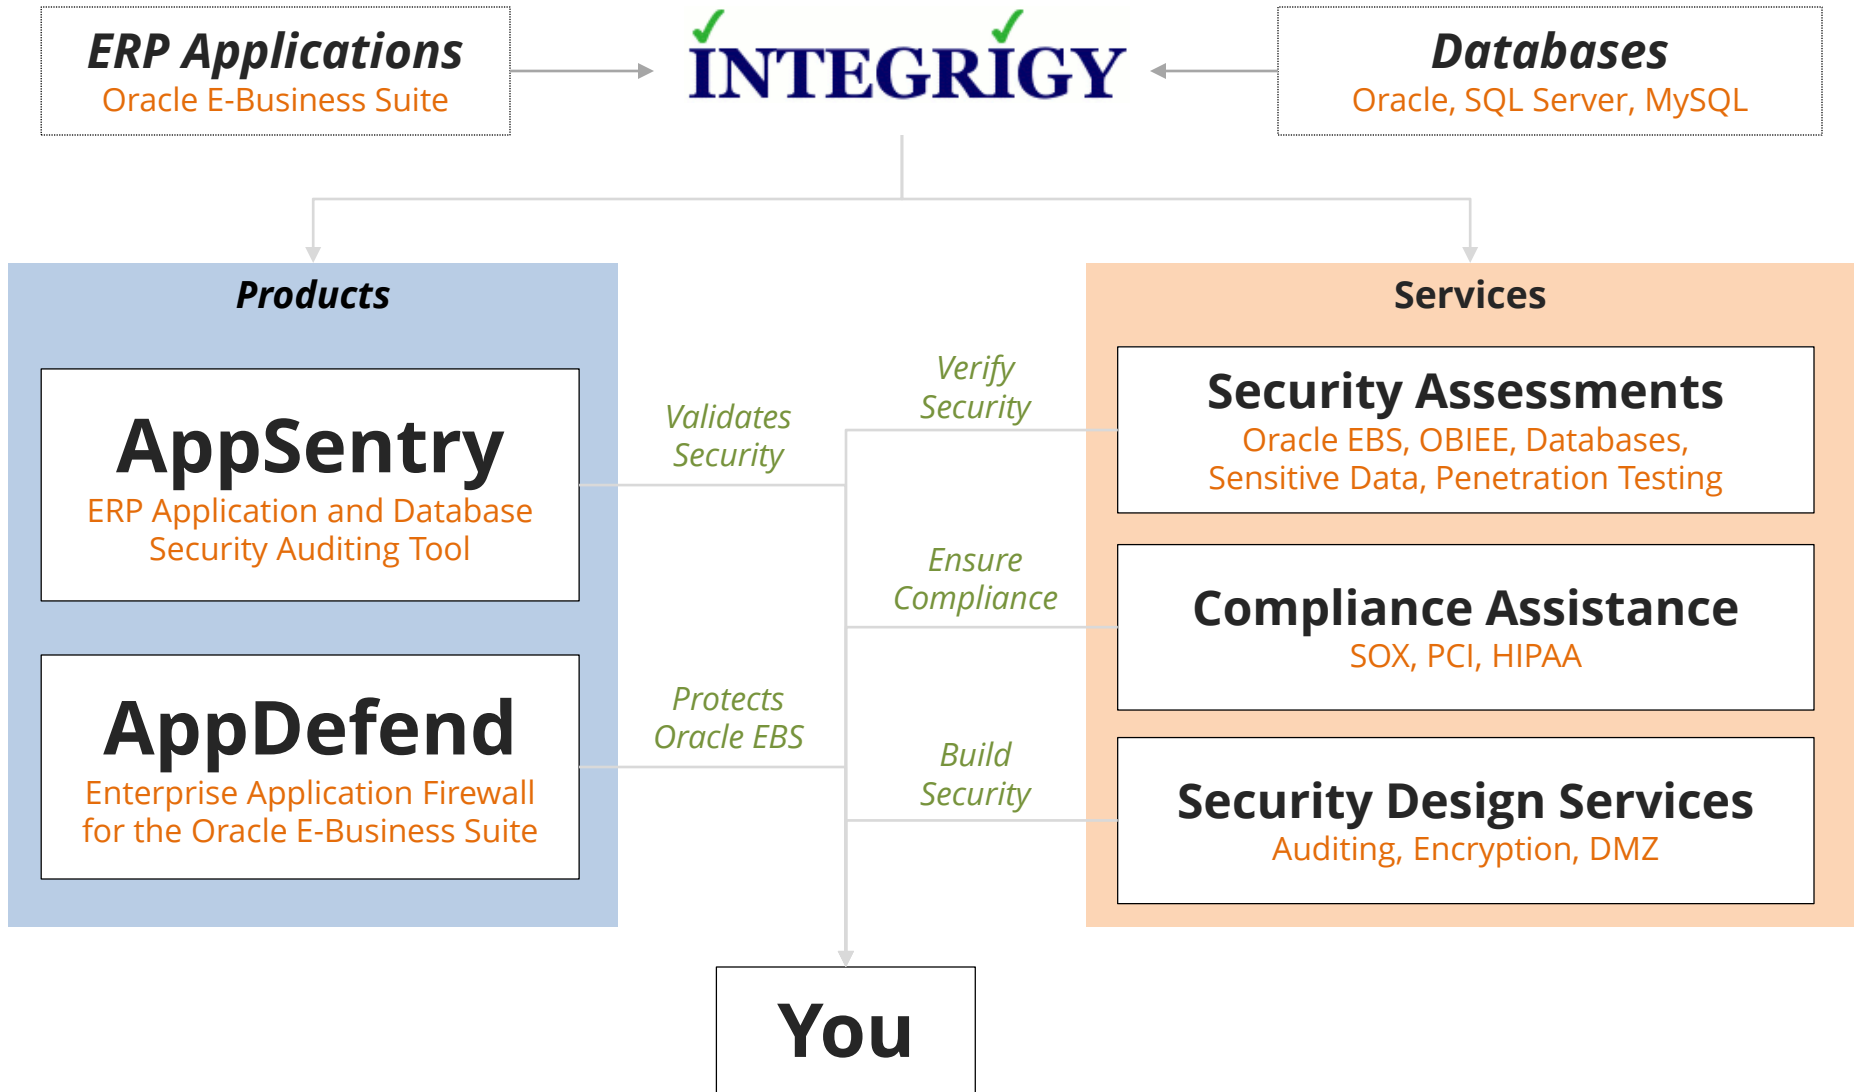 ERP Applications
Oracle E-Business Suite
INTEGRIGY
Databases
Oracle, SQL Server, MySQL
Products
AppSentry
ERP Application and Database
Security Auditing Tool
AppDefend
Enterprise Application Firewall
for the Oracle E-Business Suite
Validates
Security
Protects
Oracle EBS
Verify
Security
Ensure
Compliance
Build
Security
Services
Security Assessments
Oracle EBS, OBIEE, Databases,
Sensitive Data, Penetration Testing
Compliance Assistance
SOX, PCI, HIPAA
Security Design Services
Auditing, Encryption, DMZ
You